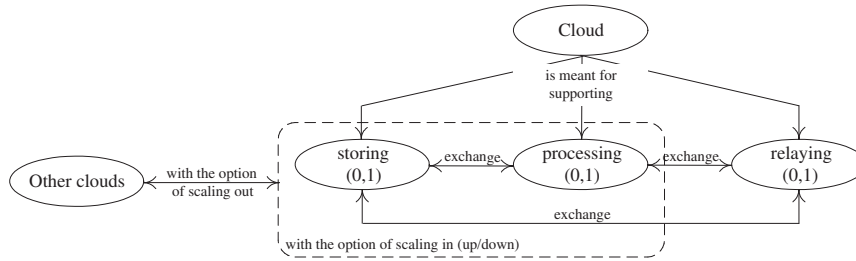 Cloud
is meant for
supporting
storing
(0,1)
exchange
processing
(0,1)
exchange
relaying
(0,1)
Other clouds
with the option
of scaling out
exchange
with the option of scaling in (up/down)